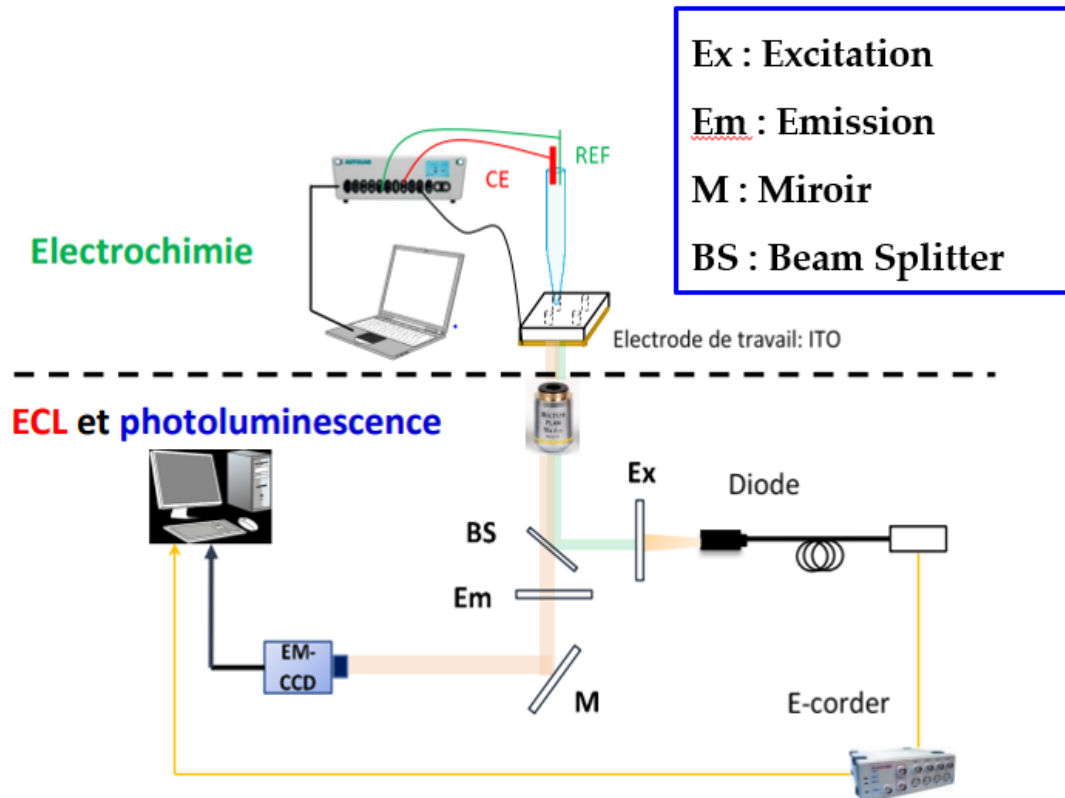 Ex : Excitation
Em : Emission
M : Miroir
BS : Beam Splitter
REF
CE
Electrochimie
Electrode de travail: ITO
ECL et photoluminescence
Ex
Diode
BS
Em
EM-
CCD
M
E-corder